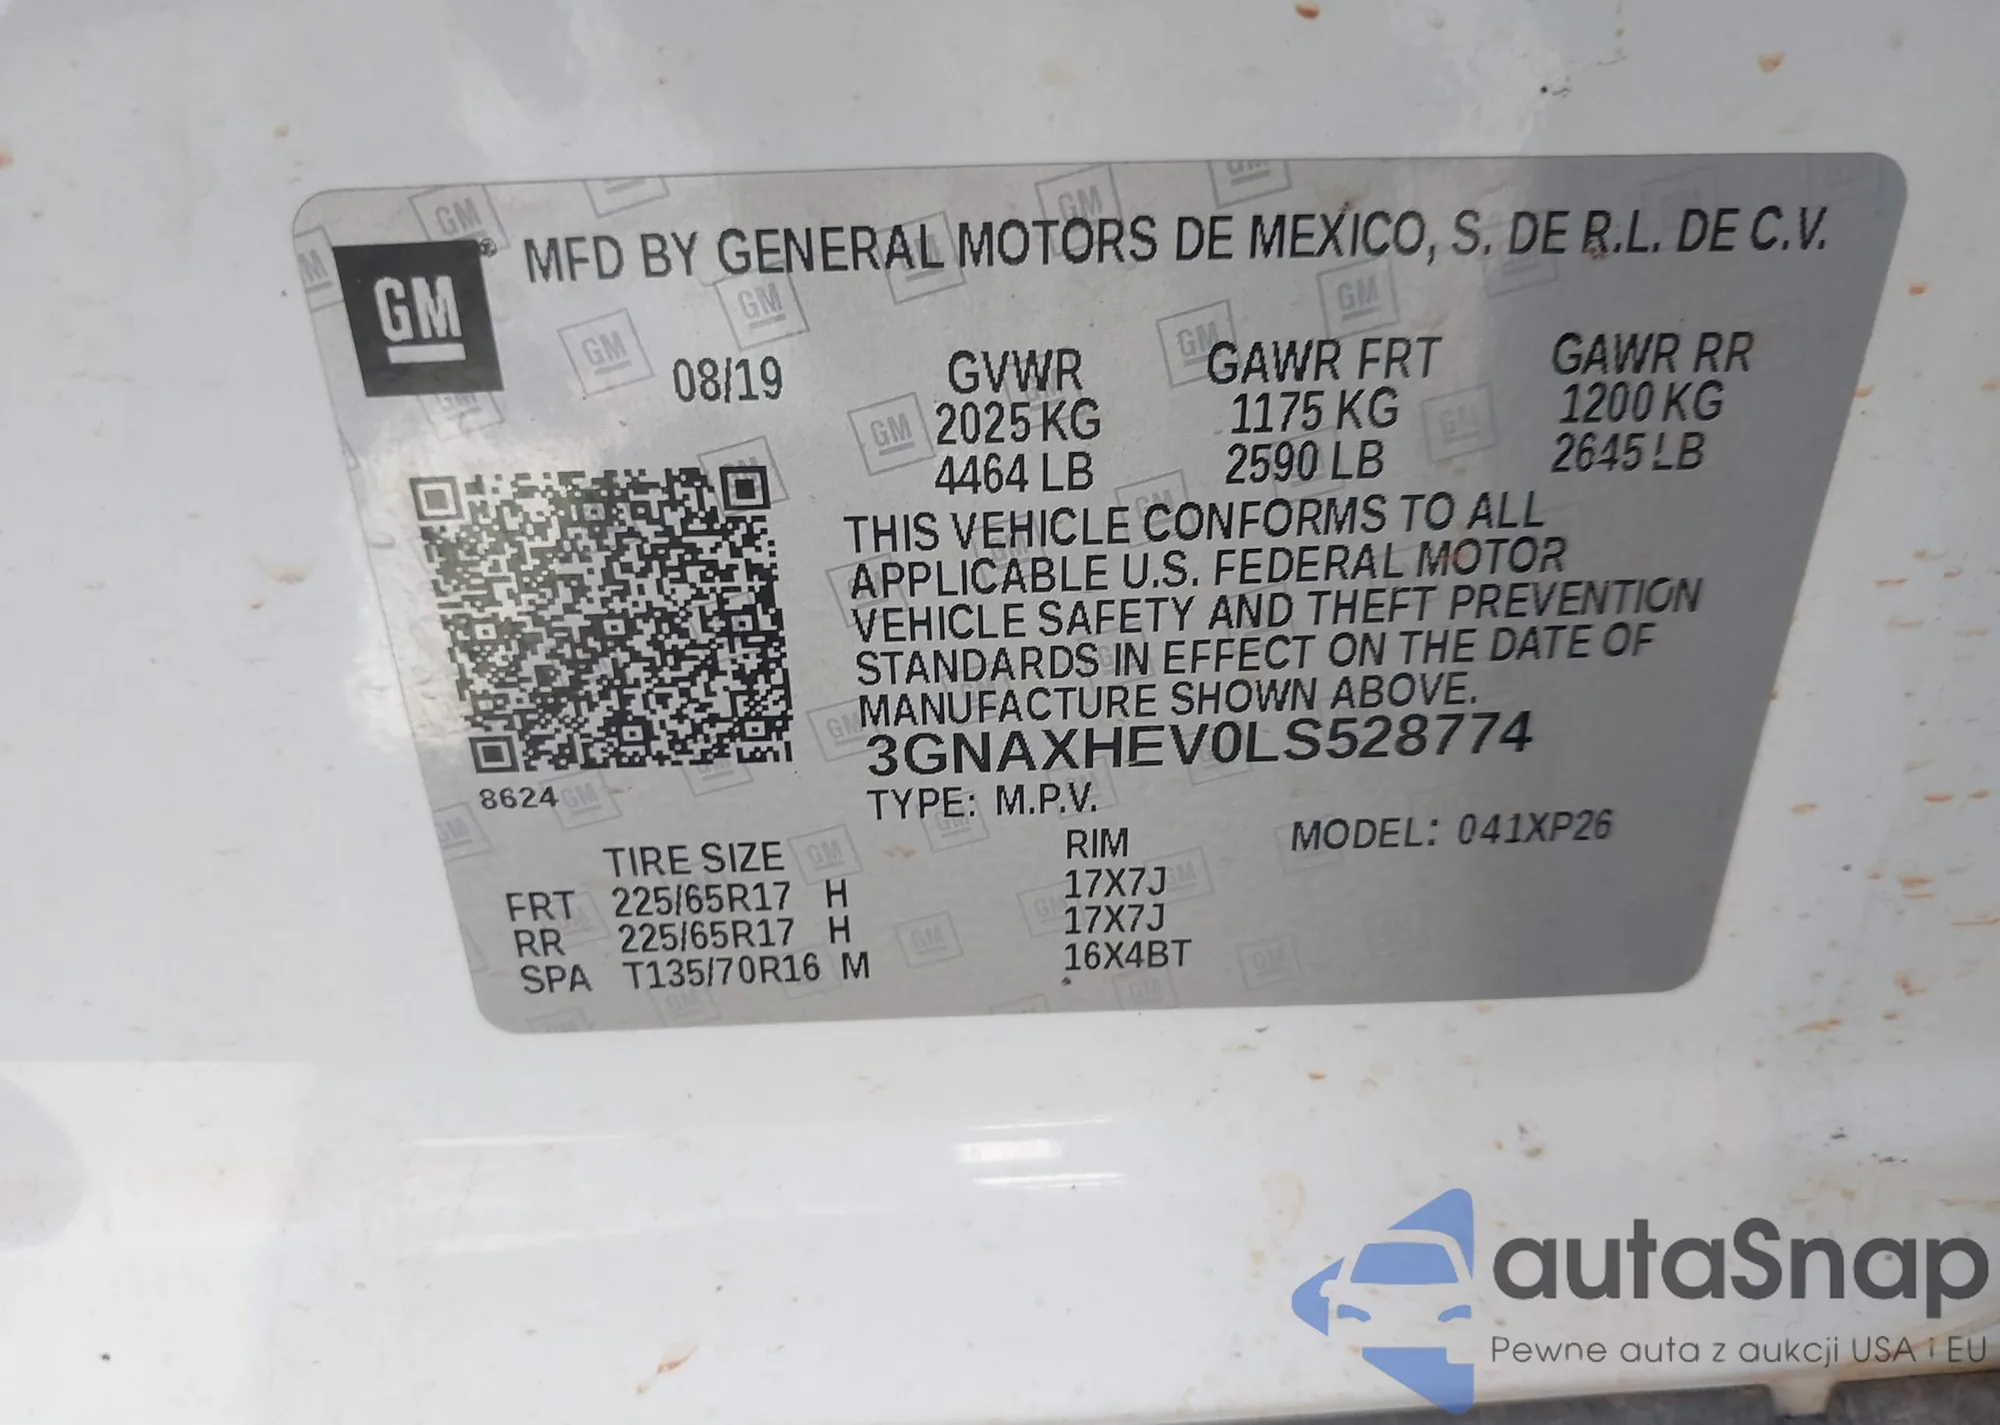 GM® MFD BY GENERAL MOTORS DE MEXICO, S. DE R.L. DE C.V.
08/19 GVWR GAWR FRT GAWR RR
2025 KG 1175 KG 1200 KG
4464 LB 2590 LB 2645 LB
THIS VEHICLE CONFORMS TO ALL
APPLICABLE U.S. FEDERAL MOTOR
VEHICLE SAFETY AND THEFT PREVENTION
STANDARDS IN EFFECT ON THE DATE OF
MANUFACTURE SHOWN ABOVE.
3GNAXHEV0LS528774
8624
TYPE: M.P.V. MODEL: 041XP26
TIRE SIZE RIM
FRT 225/65R17 H 17X7J
RR 225/65R17 H 17X7J
SPA T135/70R16 M 16X4BT
autaSnap
Pewne auta z aukcji USA i EU